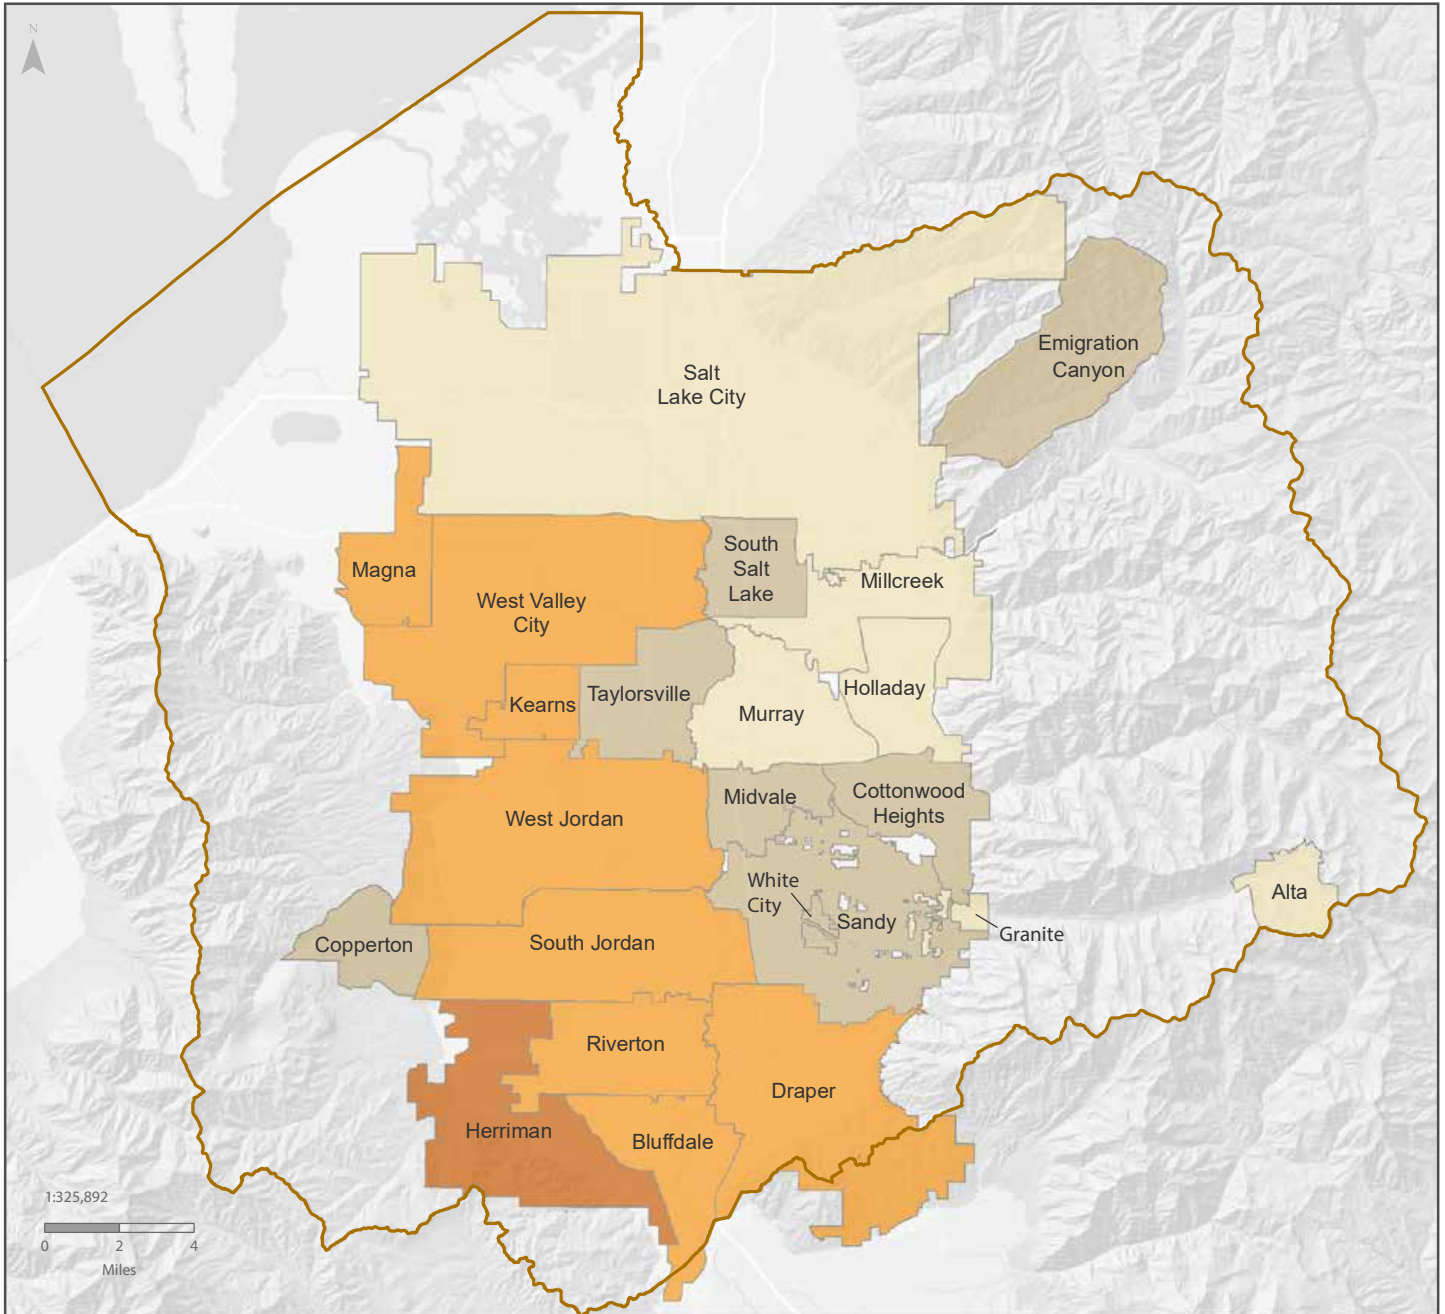 N
Salt
Lake City
Emigration
Canyon
Magna
West Valley
City
South
Salt
Lake
Millcreek
Kearns
Taylorsville
Murray
Holladay
West Jordan
Midvale
Cottonwood
Heights
White
City
Sandy
Granite
Alta
Copperton
South Jordan
Riverton
Draper
Herriman
Bluffdale
1:325,892
0 2 4
Miles